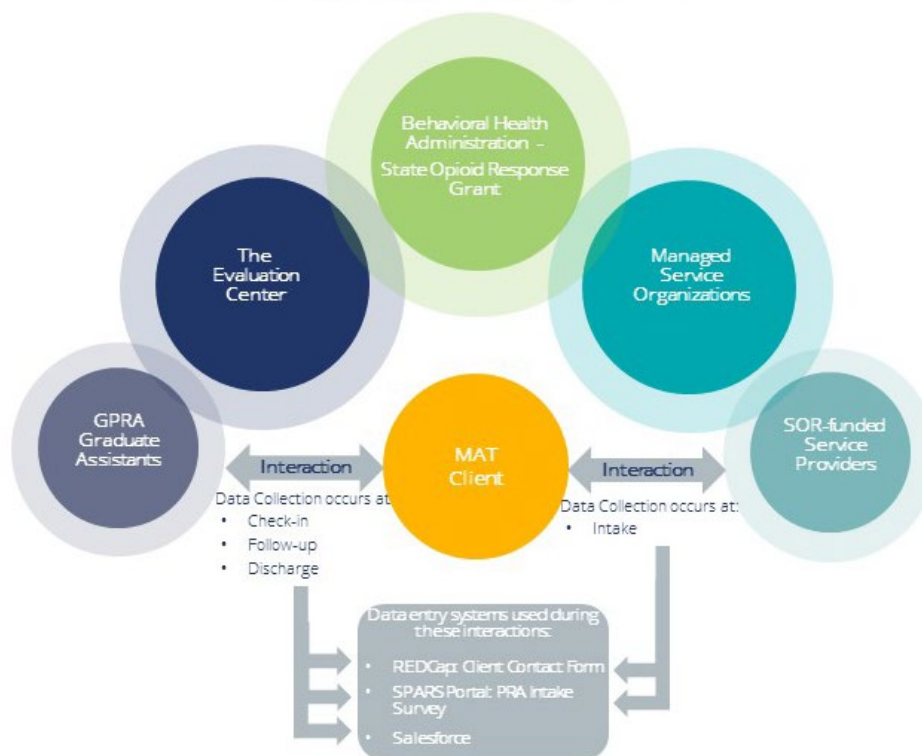 Behavioral Health
Administration –
State Opioid Response
Grant
The
Evaluation
Center
Managed
Service
Organizations
GPRA
Graduate
Assistants
MAT
Client
SOR-funded
Service
Providers
Interaction
Interaction
Data Collection occurs at
• Check-in
• Follow-up
• Discharge
Data Collection occurs at:
• Intake
Data entry systems used during
these interactions:
• REDCap: Client Contact Form
• SPARS Portal: PRA Intake
Survey
• Salesforce